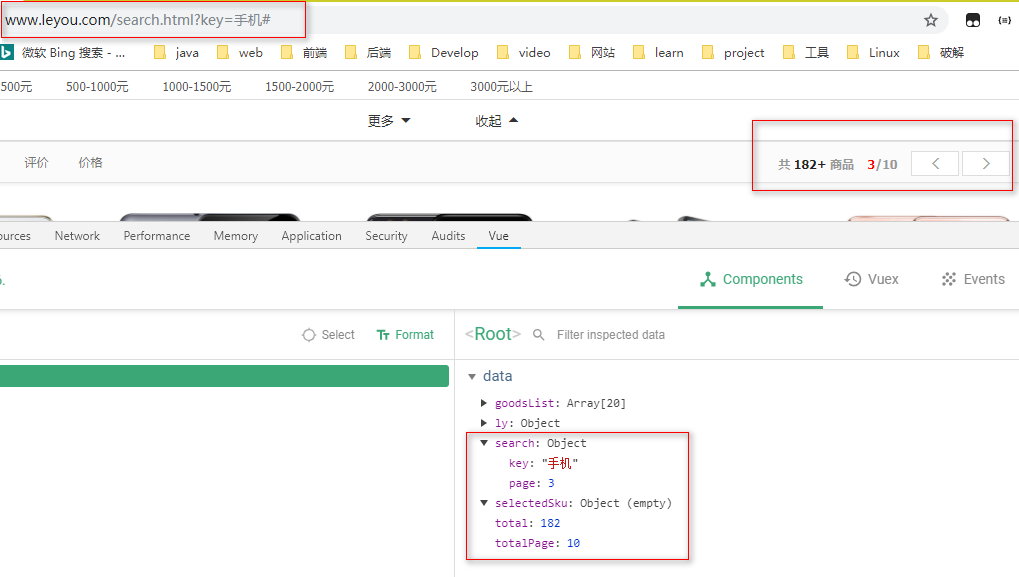 www.leyou.com/search.html?key=手机#
微软 Bing 搜索 - ... java web 前端 后端 Develop video 网站 learn project 工具 Linux 破解
500元 500-1000元 1000-1500元 1500-2000元 2000-3000元 3000元以上
更多 收起
评价 价格 共 182+ 商品 3/10
ources Network Performance Memory Application Security Audits Vue
Components Vuex Events
Select Format <Root> Filter inspected data
data
goodsList: Array[20]
ly: Object
search: Object
key: "手机"
page: 3
selectedSku: Object (empty)
total: 182
totalPage: 10